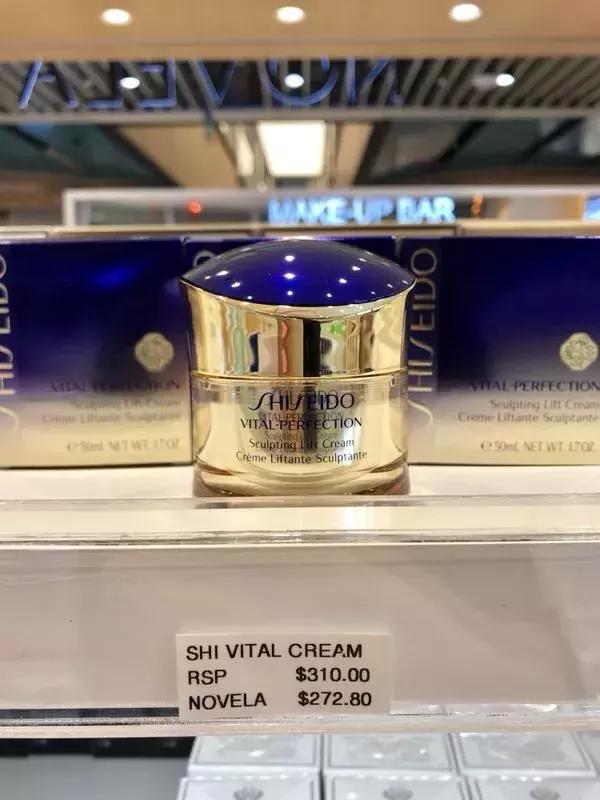 NOVELA
MAKE-UP BAR
SHISEIDO
VITAL-PERFECTION
Sculpting Lift Cream
Crème Liftante Sculptante
e 50mL NET WT. 1.7 OZ.
SHISEIDO
VITAL-PERFECTION
Sculpting Lift Cream
Crème Liftante Sculptante
SHISEIDO
VITAL-PERFECTION
Sculpting Lift Cream
Crème Liftante Sculptante
e 50mL NET WT. 1.7 OZ
SHI VITAL CREAM
RSP $310.00
NOVELA $272.80